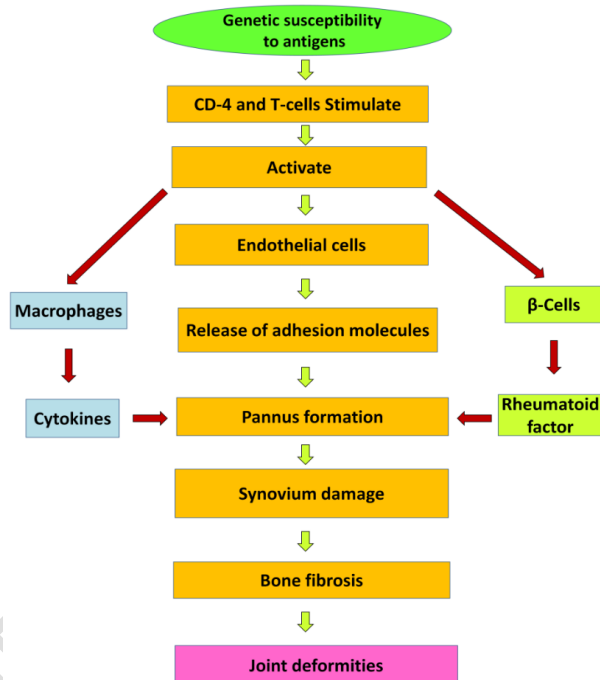 Genetic susceptibility
to antigens
CD-4 and T-cells Stimulate
Activate
Endothelial cells
Macrophages
β-Cells
Release of adhesion molecules
Cytokines
Pannus formation
Rheumatoid
factor
Synovium damage
Bone fibrosis
Joint deformities